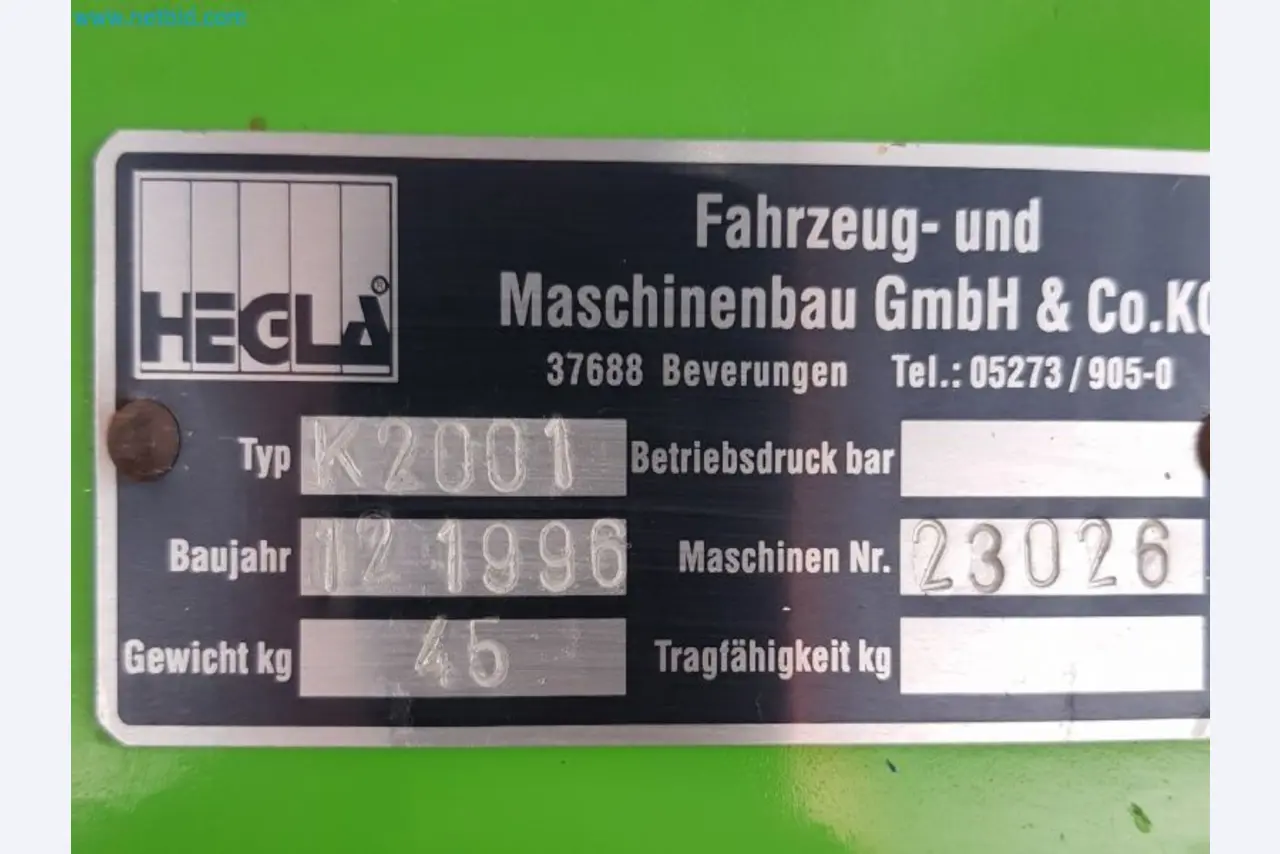 www.netbid.com
HEGLA®
Fahrzeug- und
Maschinenbau GmbH & Co.KG
37688 Beverungen Tel.: 05273/905-0
Typ K2001 Betriebsdruck bar
Baujahr 12 1996 Maschinen Nr. 23026
Gewicht kg 45 Tragfähigkeit kg